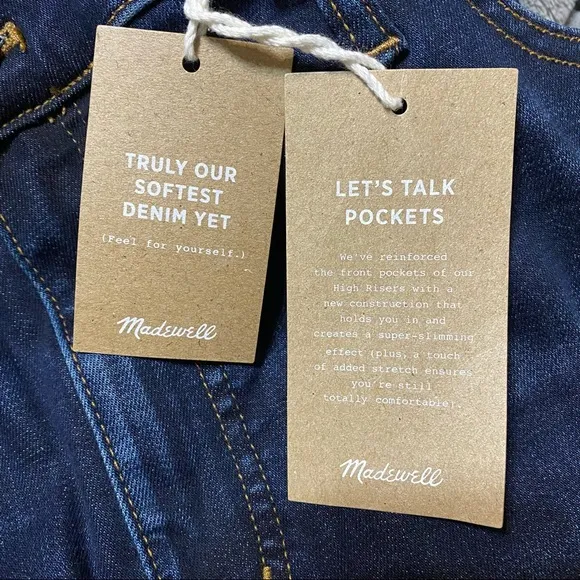 TRULY OUR
SOFTEST
DENIM YET
(Feel for yourself.)
Madewell
LET'S TALK
POCKETS
We've reinforced
the front pockets of our
High Risers with a
new construction that
holds you in and
creates a super-slimming
effect (plus, a touch
of added stretch ensures
you're still
totally comfortable).
Madewell